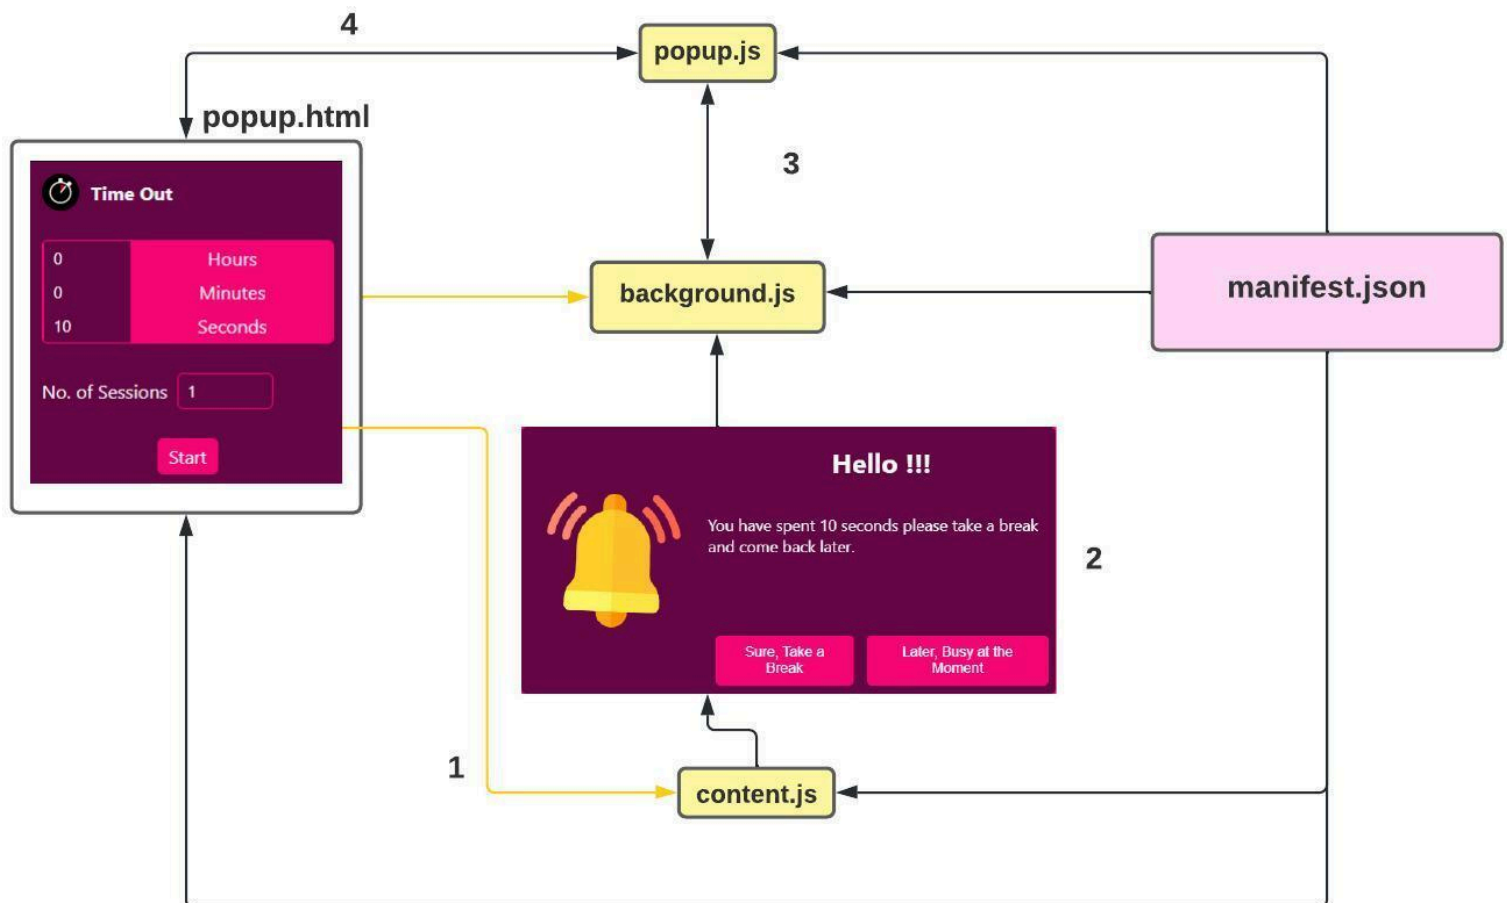 4
popup.js
popup.html
Time Out
3
0 Hours
0 Minutes
10 Seconds
background.js
manifest.json
No. of Sessions 1
Start
Hello !!!
You have spent 10 seconds please take a break
and come back later.
2
Sure, Take a
Break
Later, Busy at the
Moment
1
content.js